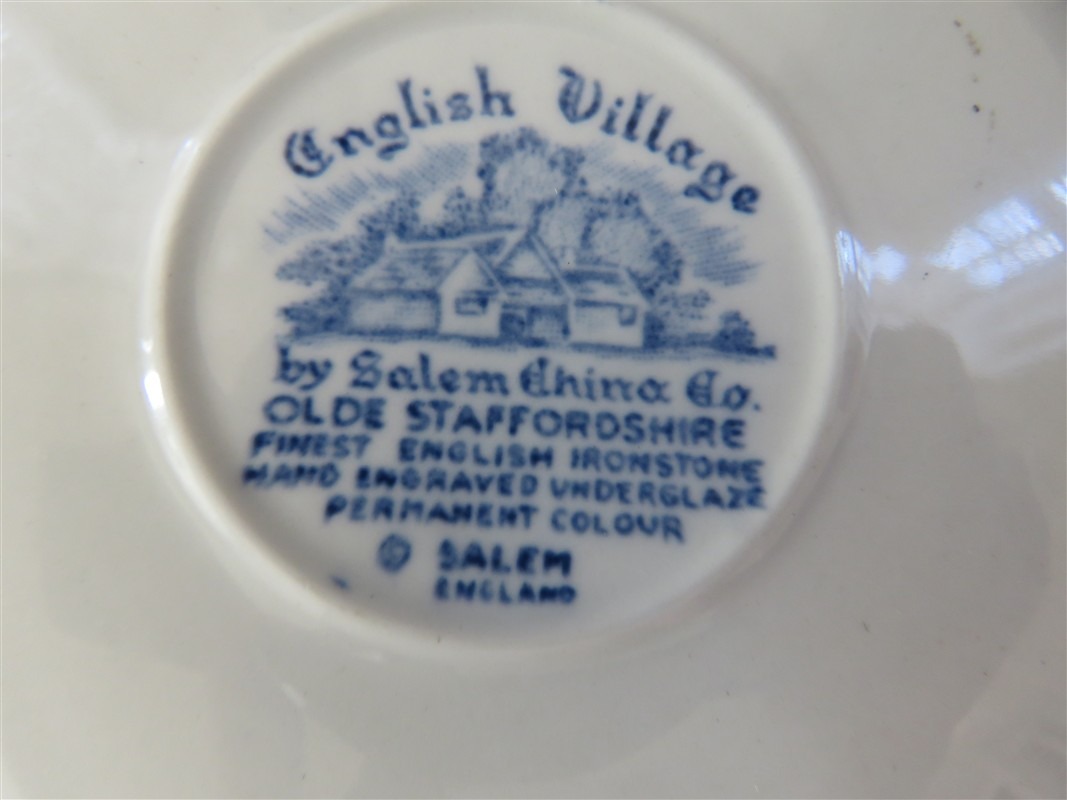 English Village
by Salem China Co.
OLDE STAFFORDSHIRE
FINEST ENGLISH IRONSTONE
HAND ENGRAVED UNDERGLAZE
PERMANENT COLOUR
© SALEM
ENGLAND